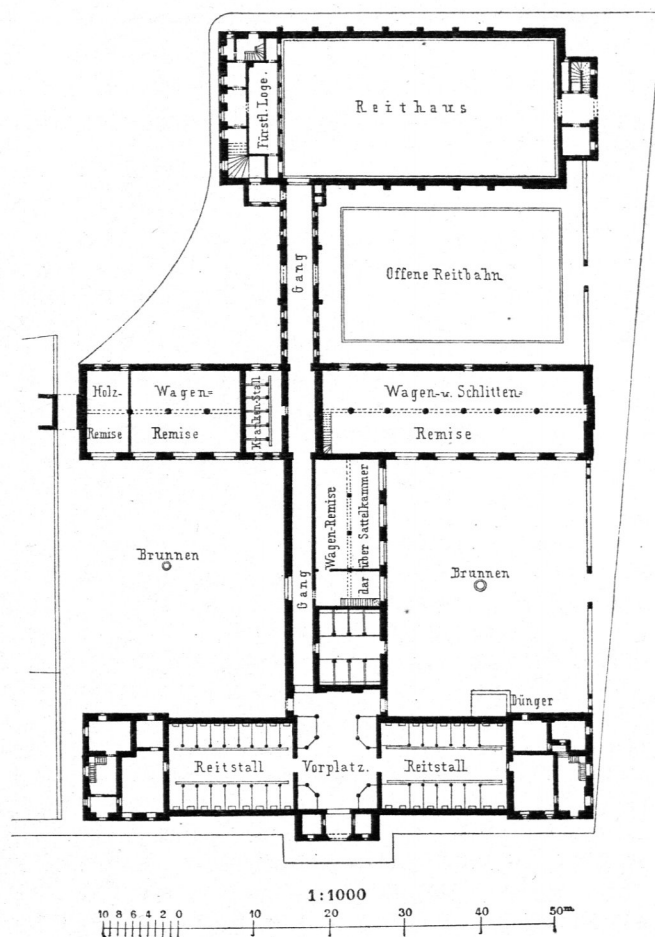 Reithaus
Fürstl. Loge.
Gang
Offene Reitbahn
Holz-
Remise
Wagen-
Remise
Kranken-Stall
Wagen- u. Schlitten-
Remise
Wagen-Remise
darüber Sattelkammer
Brunnen
Gang
Brunnen
Dünger
Reitstall
Vorplatz.
Reitstall
1:1000
10 8 6 4 2 0 10 20 30 40 50m